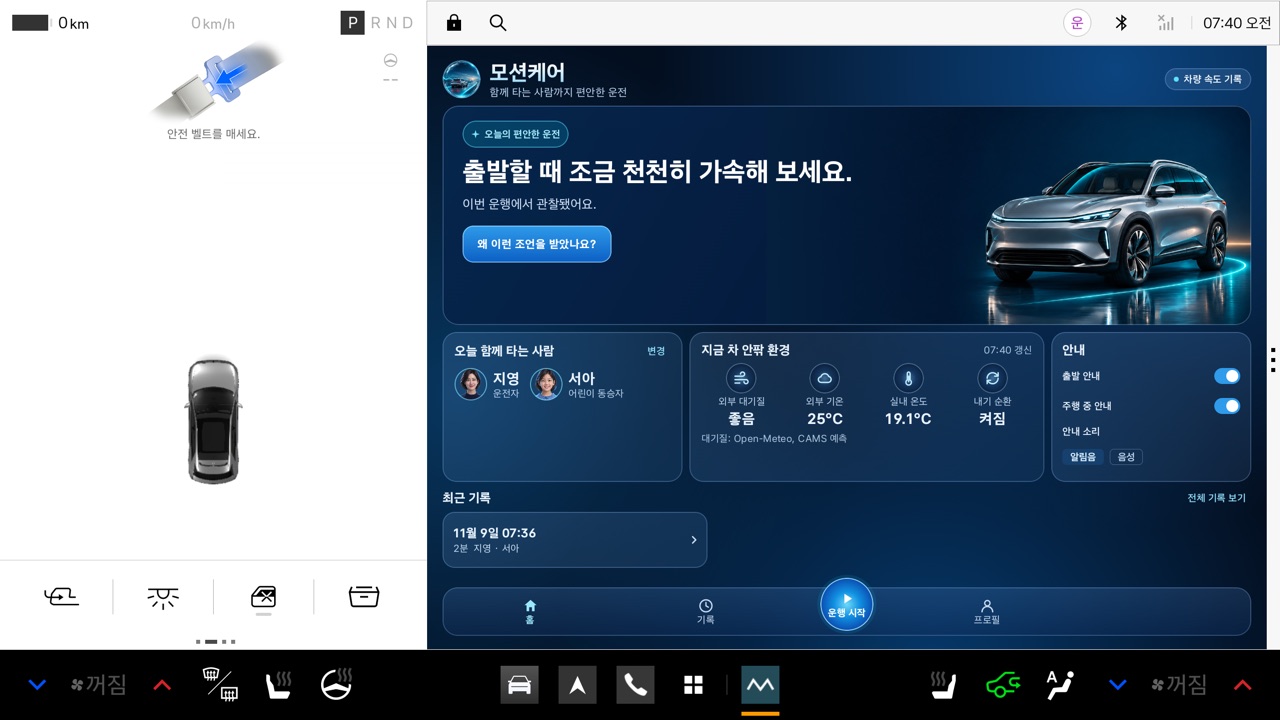 0 km
0 km/h
P R N D
안전 벨트를 매세요.
--
운
07:40 오전
모션케어
함께 타는 사람까지 편안한 운전
차량 속도 기록
오늘의 편안한 운전
출발할 때 조금 천천히 가속해 보세요.
이번 운행에서 관찰됐어요.
왜 이런 조언을 받았나요?
오늘 함께 타는 사람
변경
지영
운전자
서아
어린이 동승자
지금 차 안팎 환경
07:40 갱신
외부 대기질
좋음
외부 기온
25°C
실내 온도
19.1°C
내기 순환
켜짐
대기질: Open-Meteo, CAMS 예측
안내
출발 안내
주행 중 안내
안내 소리
알림음
음성
최근 기록
전체 기록 보기
11월 9일 07:36
2분 지영 · 서아
홈
기록
운행 시작
프로필
꺼짐
A
꺼짐